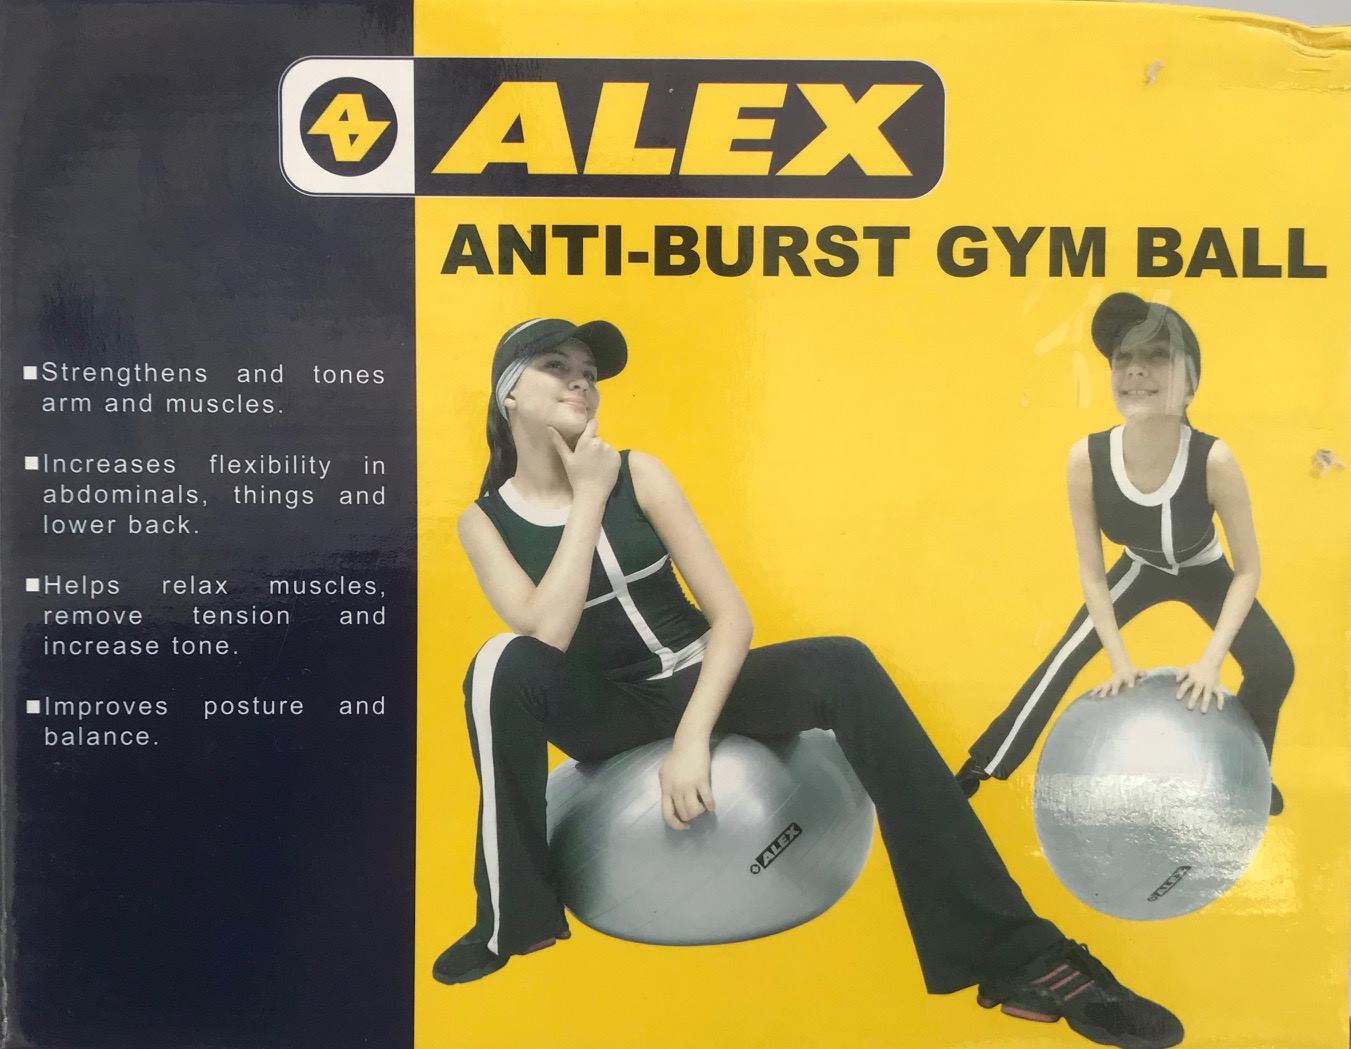 ALEX
ANTI-BURST GYM BALL
■Strengthens and tones
arm and muscles.
■Increases flexibility in
abdominals, things and
lower back.
■Helps relax muscles,
remove tension and
increase tone.
■Improves posture and
balance.
ALEX
ALEX